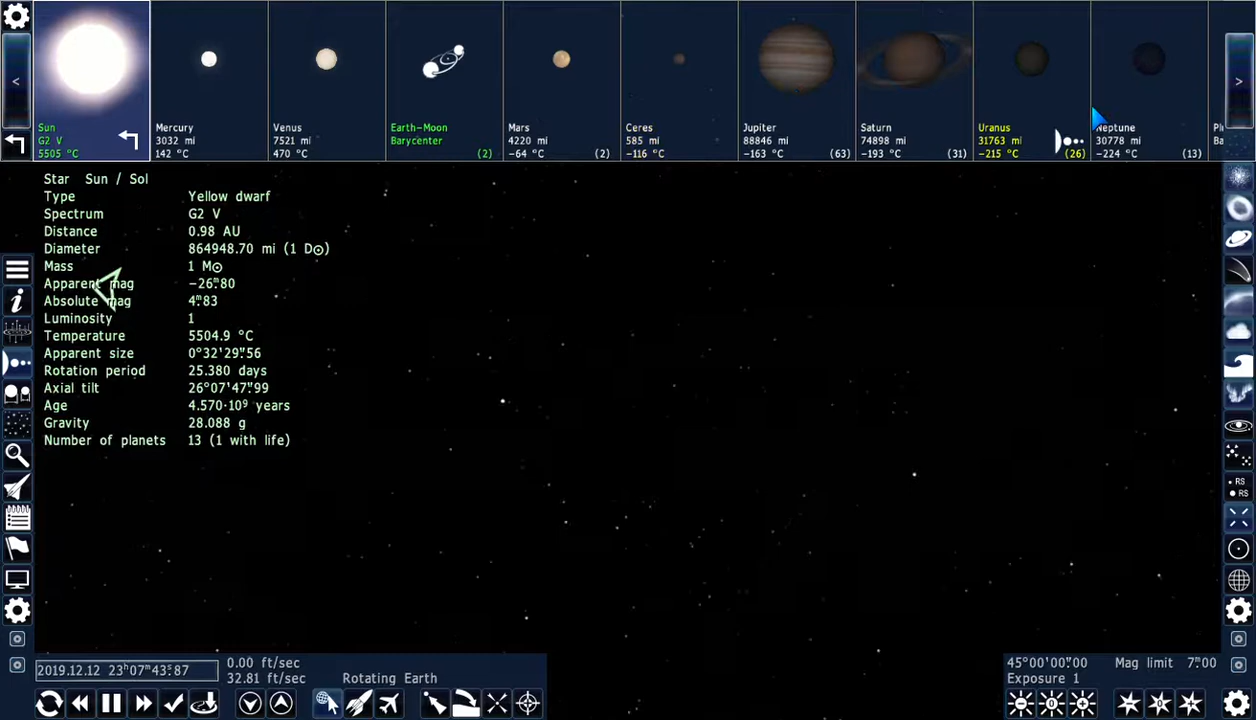 Sun
G2 V
5505 °C
Mercury
3032 mi
142 °C
Venus
7521 mi
470 °C
Earth-Moon
Barycenter
(2)
Mars
4220 mi
-64 °C (2)
Ceres
585 mi
-116 °C
Jupiter
88846 mi
-163 °C (63)
Saturn
74898 mi
-193 °C (31)
Uranus
31763 mi
-215 °C (26)
Neptune
30778 mi
-224 °C (13)
< >
Star Sun / Sol
Type Yellow dwarf
Spectrum G2 V
Distance 0.98 AU
Diameter 864948.70 mi (1 D⊙)
Mass 1 M⊙
Apparent mag -26ᵐ.80
Absolute mag 4ᵐ.83
Luminosity 1
Temperature 5504.9 °C
Apparent size 0°32'29".56
Rotation period 25.380 days
Axial tilt 26°07'47".99
Age 4.570·10⁹ years
Gravity 28.088 g
Number of planets 13 (1 with life)
RS
RS
2019.12.12 23ʰ07ᵐ43ˢ.87
0.00 ft/sec
32.81 ft/sec
Rotating Earth
45°00'00".00 Mag limit 7ᵐ.00
Exposure 1